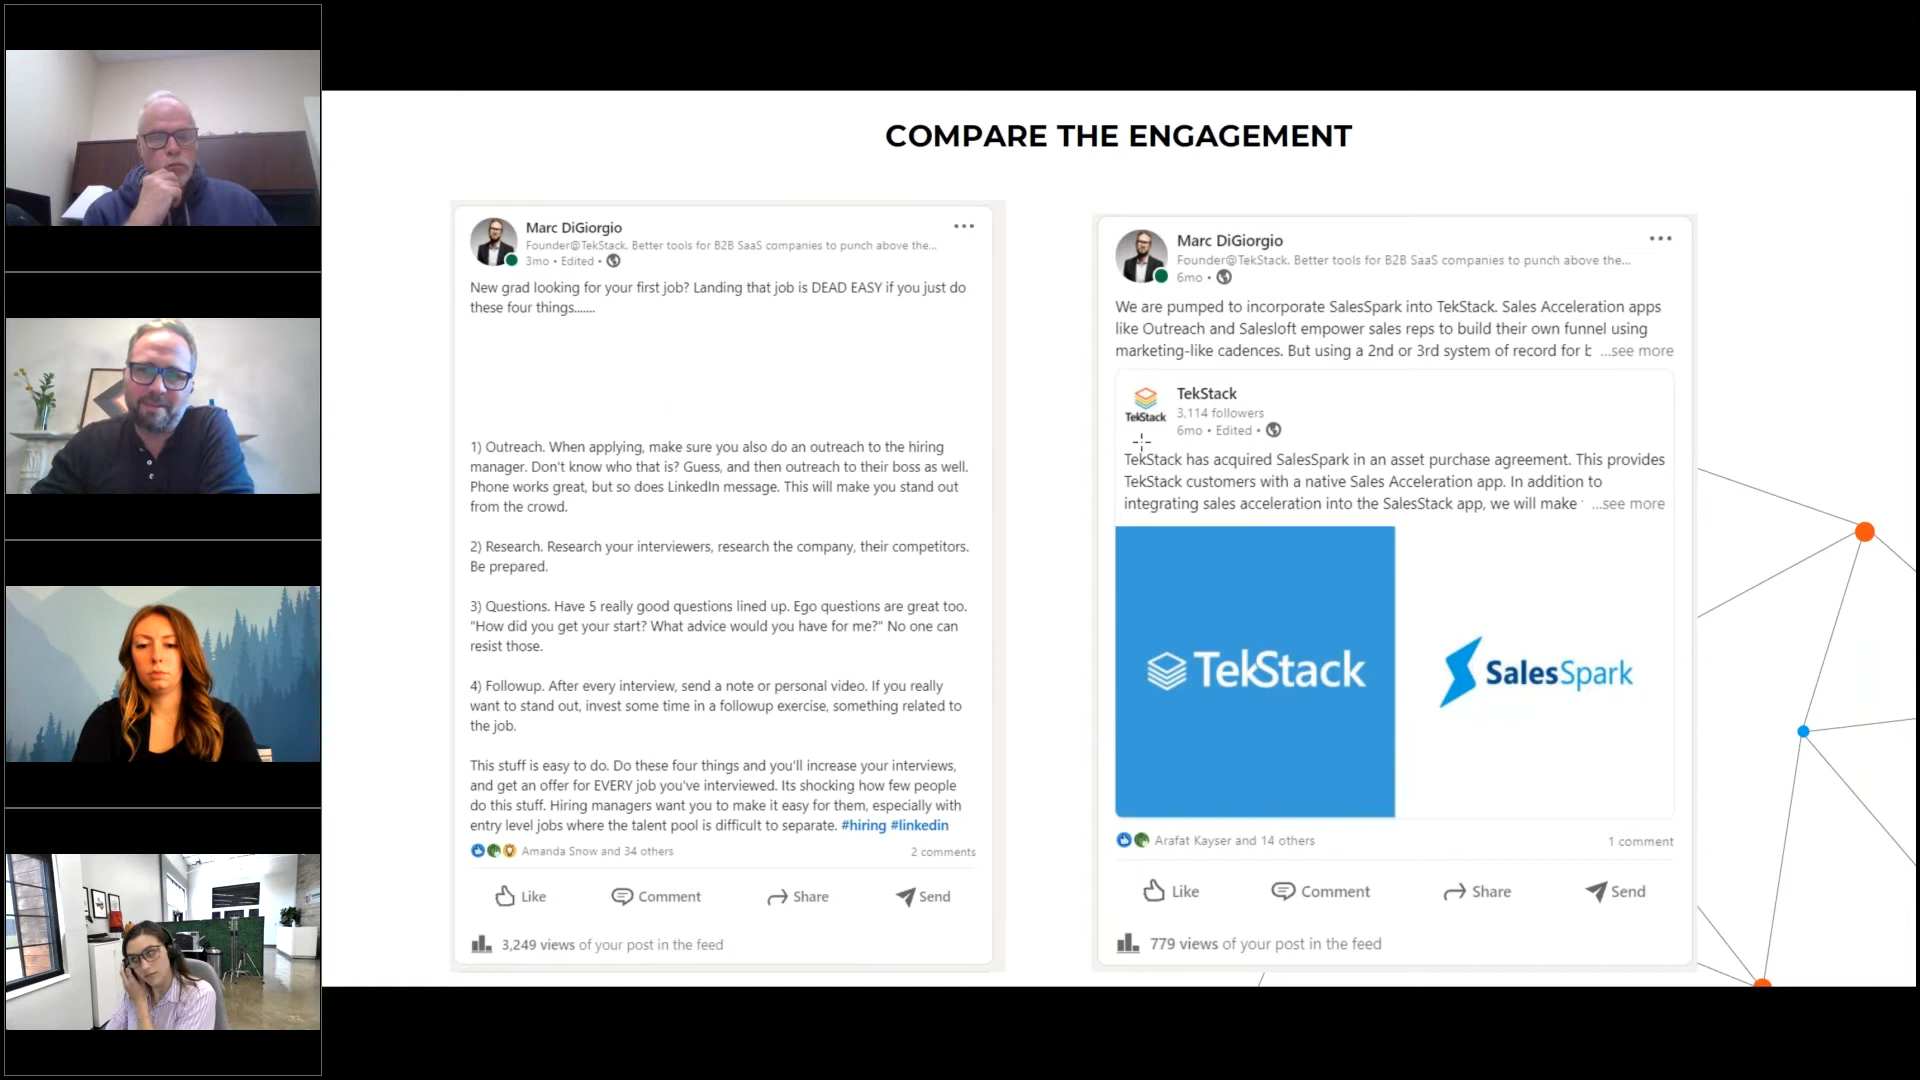 COMPARE THE ENGAGEMENT
Marc DiGiorgio
Founder@TekStack. Better tools for B2B SaaS companies to punch above the...
3mo • Edited •
New grad looking for your first job? Landing that job is DEAD EASY if you just do
these four things.......
1) Outreach. When applying, make sure you also do an outreach to the hiring
manager. Don't know who that is? Guess, and then outreach to their boss as well.
Phone works great, but so does LinkedIn message. This will make you stand out
from the crowd.
2) Research. Research your interviewers, research the company, their competitors.
Be prepared.
3) Questions. Have 5 really good questions lined up. Ego questions are great too.
"How did you get your start? What advice would you have for me?" No one can
resist those.
4) Followup. After every interview, send a note or personal video. If you really
want to stand out, invest some time in a followup exercise, something related to
the job.
This stuff is easy to do. Do these four things and you'll increase your interviews,
and get an offer for EVERY job you've interviewed. Its shocking how few people
do this stuff. Hiring managers want you to make it easy for them, especially with
entry level jobs where the talent pool is difficult to separate. #hiring #linkedin
Amanda Snow and 34 others
2 comments
Like
Comment
Share
Send
3,249 views of your post in the feed
Marc DiGiorgio
Founder@TekStack. Better tools for B2B SaaS companies to punch above the...
6mo •
We are pumped to incorporate SalesSpark into TekStack. Sales Acceleration apps
like Outreach and Salesloft empower sales reps to build their own funnel using
marketing-like cadences. But using a 2nd or 3rd system of record for b ...see more
TekStack
TekStack
3,114 followers
6mo • Edited •
TekStack has acquired SalesSpark in an asset purchase agreement. This provides
TekStack customers with a native Sales Acceleration app. In addition to
integrating sales acceleration into the SalesStack app, we will make ...see more
TekStack
SalesSpark
Arafat Kayser and 14 others
1 comment
Like
Comment
Share
Send
779 views of your post in the feed